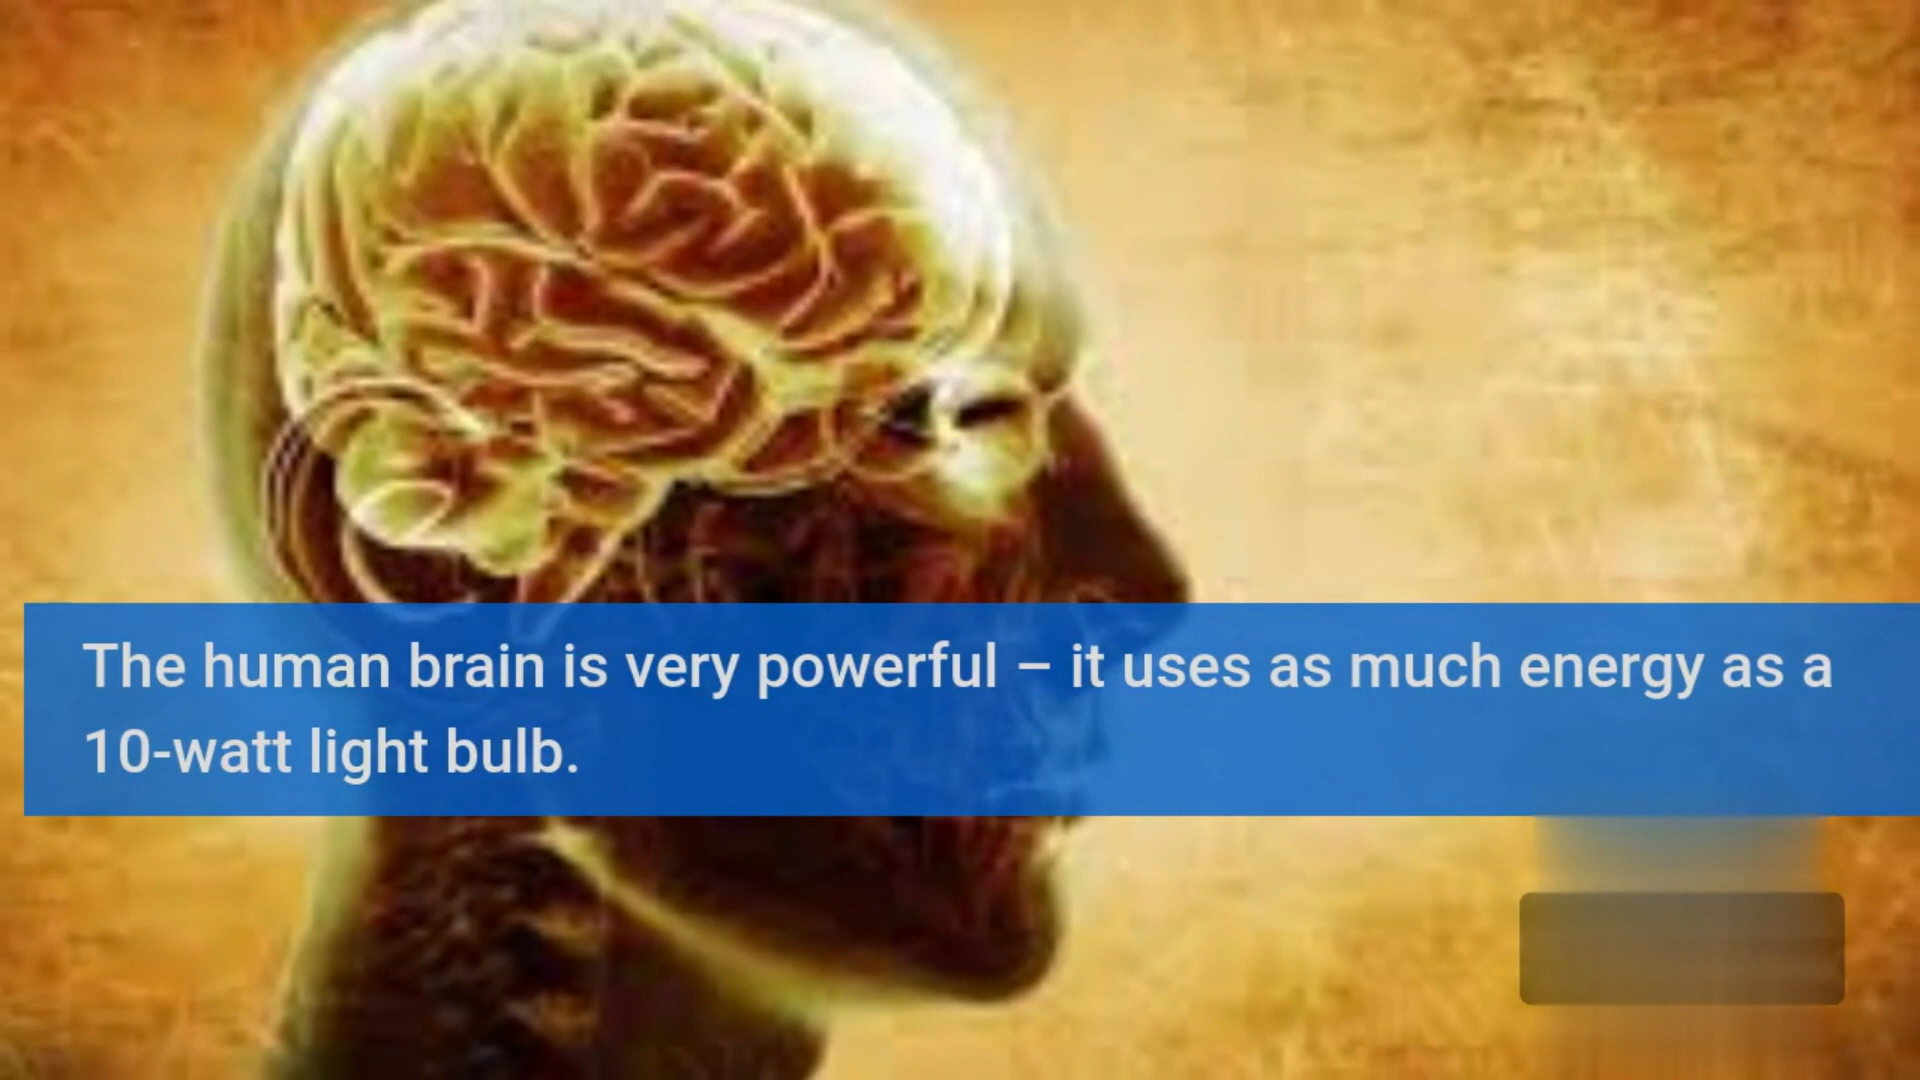 The human brain is very powerful – it uses as much energy as a
10-watt light bulb.